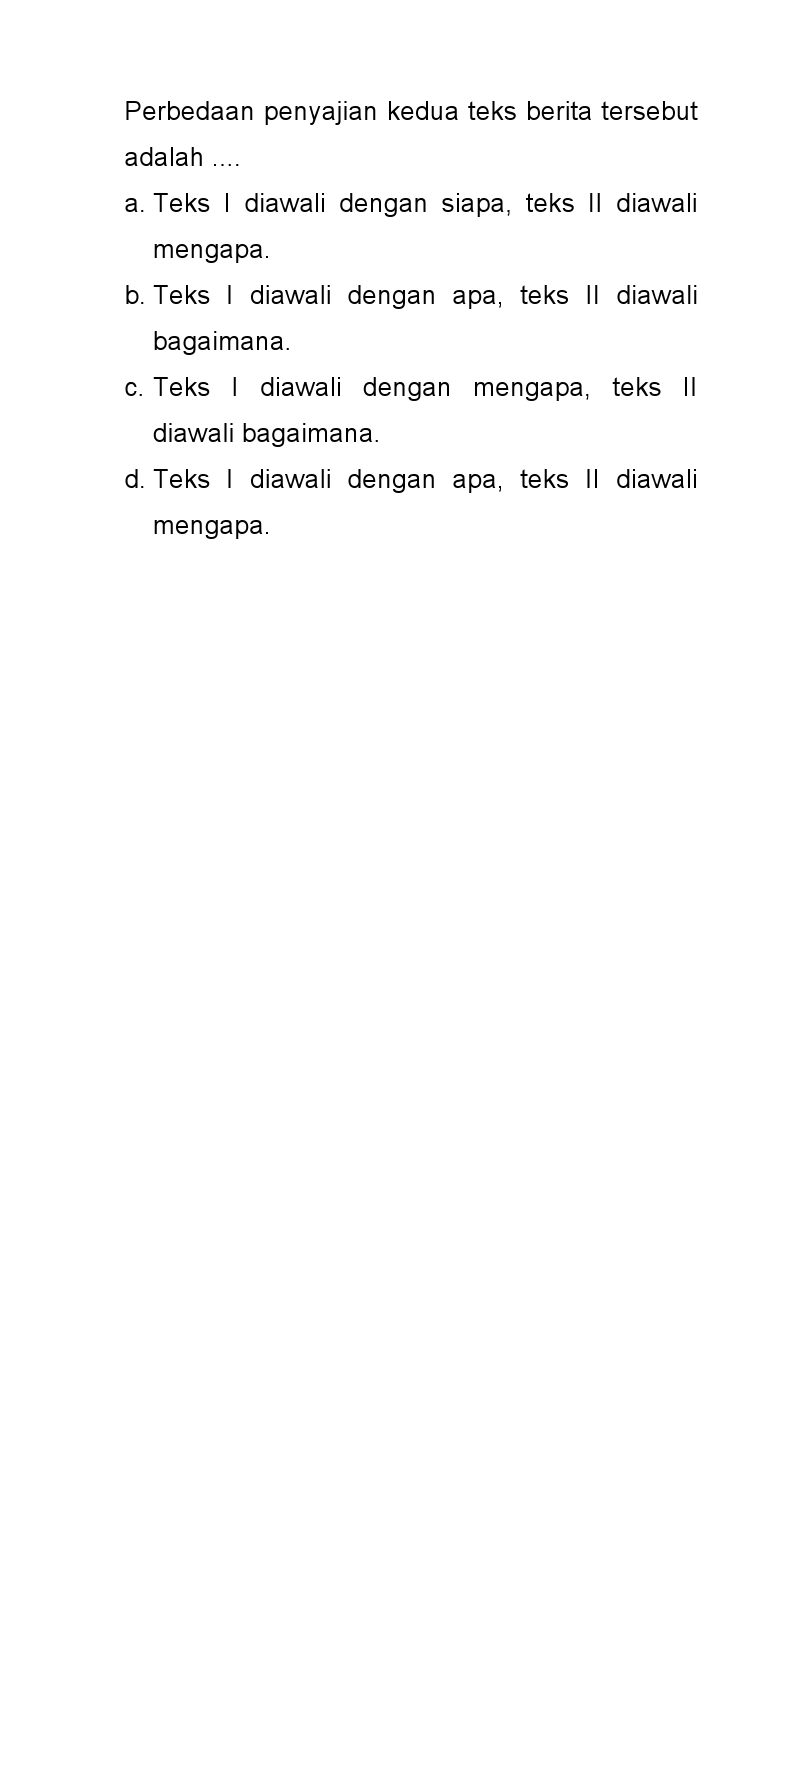 Perbedaan penyajian kedua teks berita tersebut
adalah ....
a. Teks I diawali dengan siapa, teks II diawali
mengapa.
b. Teks I diawali dengan apa, teks II diawali
bagaimana.
c. Teks I diawali dengan mengapa, teks II
diawali bagaimana.
d. Teks I diawali dengan apa, teks II diawali
mengapa.